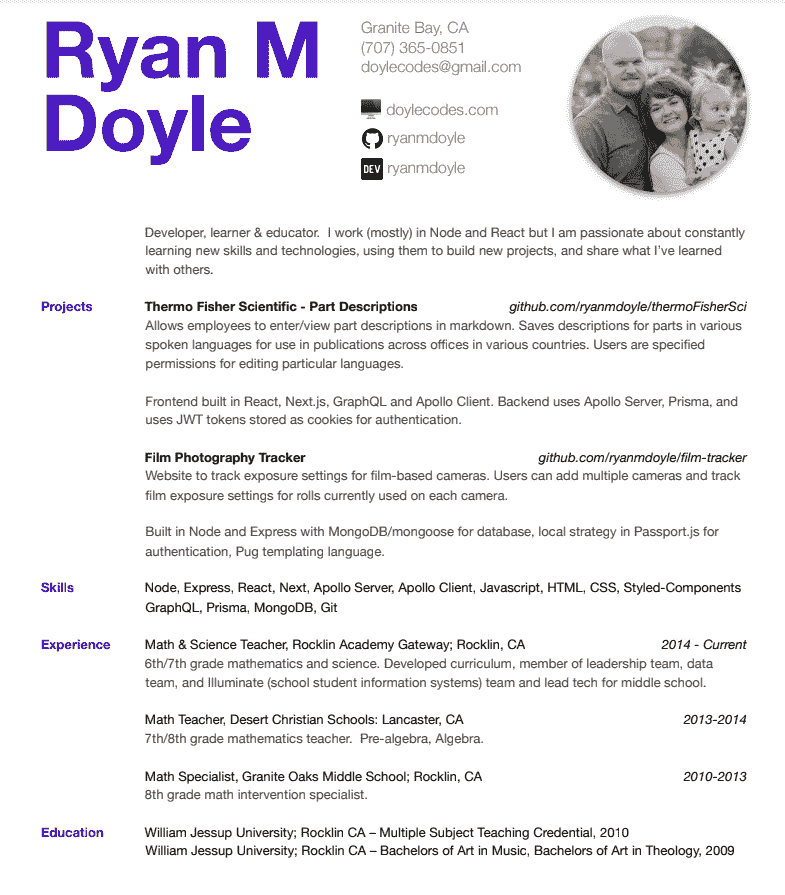 Ryan M
Doyle
Granite Bay, CA
(707) 365-0851
doylecodes@gmail.com
doylecodes.com
ryanmdoyle
DEV ryanmdoyle
Developer, learner & educator.  I work (mostly) in Node and React but I am passionate about constantly
learning new skills and technologies, using them to build new projects, and share what I've learned
with others.
Projects
Thermo Fisher Scientific - Part Descriptions github.com/ryanmdoyle/thermoFisherSci
Allows employees to enter/view part descriptions in markdown. Saves descriptions for parts in various
spoken languages for use in publications across offices in various countries. Users are specified
permissions for editing particular languages.
Frontend built in React, Next.js, GraphQL and Apollo Client. Backend uses Apollo Server, Prisma, and
uses JWT tokens stored as cookies for authentication.
Film Photography Tracker github.com/ryanmdoyle/film-tracker
Website to track exposure settings for film-based cameras. Users can add multiple cameras and track
film exposure settings for rolls currently used on each camera.
Built in Node and Express with MongoDB/mongoose for database, local strategy in Passport.js for
authentication, Pug templating language.
Skills
Node, Express, React, Next, Apollo Server, Apollo Client, Javascript, HTML, CSS, Styled-Components
GraphQL, Prisma, MongoDB, Git
Experience
Math & Science Teacher, Rocklin Academy Gateway; Rocklin, CA 2014 - Current
6th/7th grade mathematics and science. Developed curriculum, member of leadership team, data
team, and Illuminate (school student information systems) team and lead tech for middle school.
Math Teacher, Desert Christian Schools: Lancaster, CA 2013-2014
7th/8th grade mathematics teacher.  Pre-algebra, Algebra.
Math Specialist, Granite Oaks Middle School; Rocklin, CA 2010-2013
8th grade math intervention specialist.
Education
William Jessup University; Rocklin CA – Multiple Subject Teaching Credential, 2010
William Jessup University; Rocklin CA – Bachelors of Art in Music, Bachelors of Art in Theology, 2009